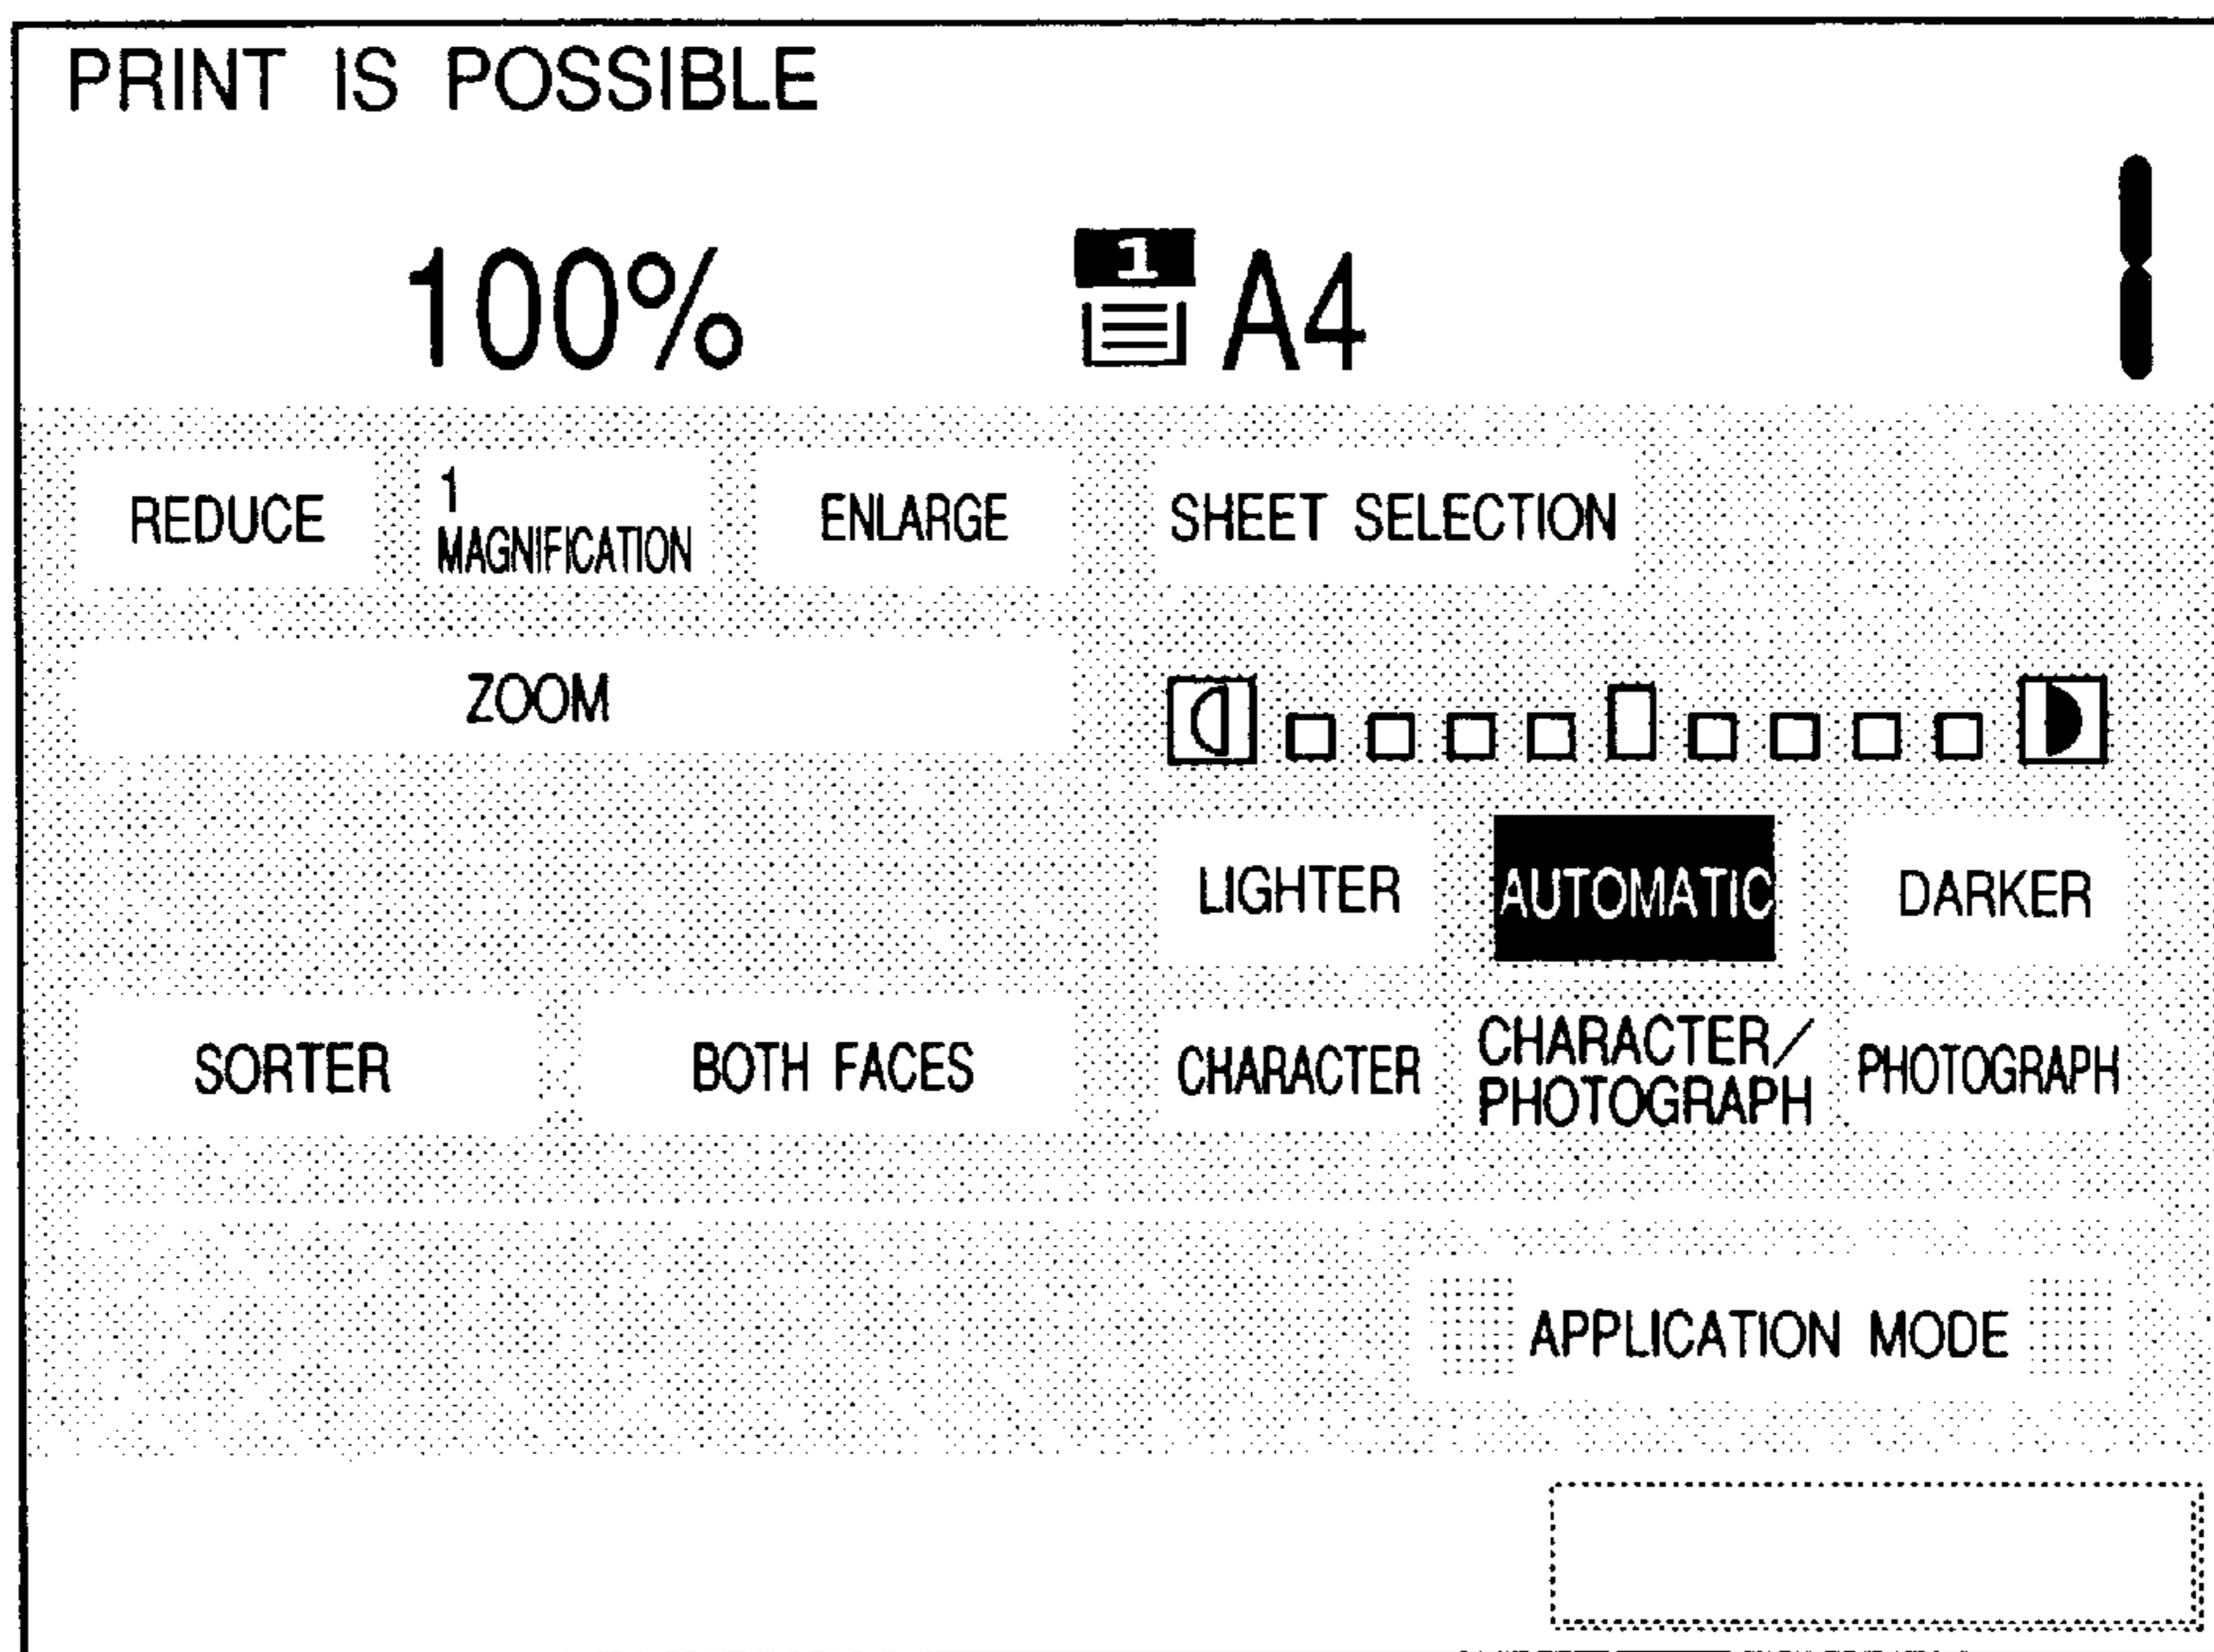 PRINT IS POSSIBLE
100%
1
A4
1
REDUCE
1
MAGNIFICATION
ENLARGE
SHEET SELECTION
ZOOM
LIGHTER
AUTOMATIC
DARKER
SORTER
BOTH FACES
CHARACTER
CHARACTER/
PHOTOGRAPH
PHOTOGRAPH
APPLICATION MODE